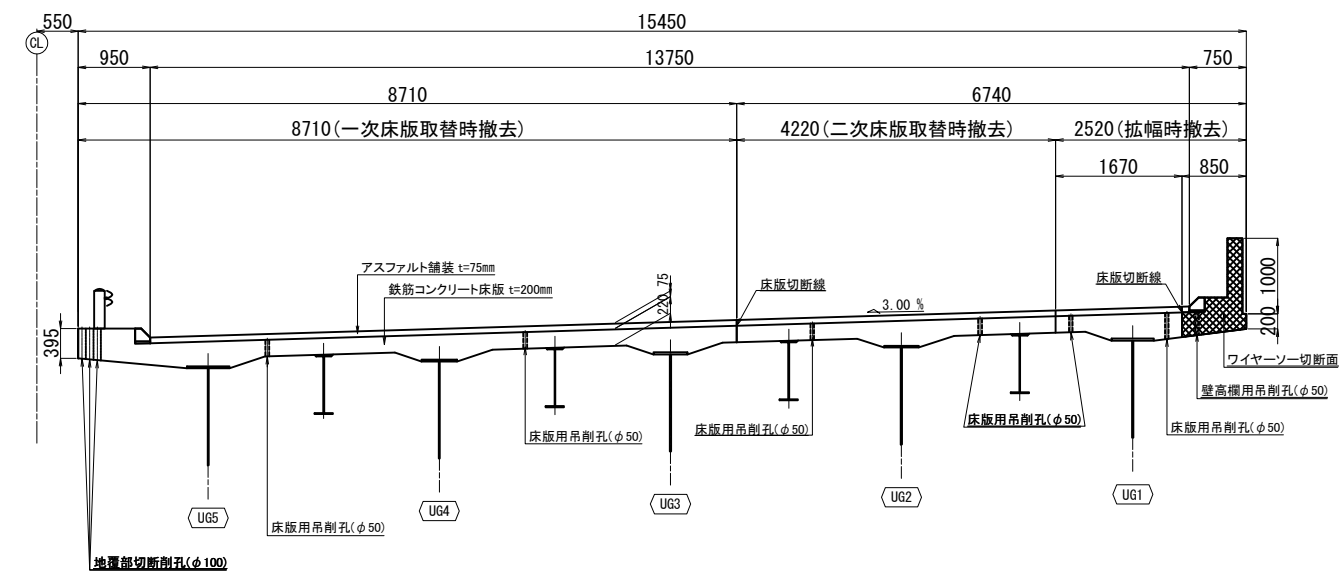 550
15450
CL
950
13750
750
8710
6740
8710(一次床版取替時撤去)
4220(二次床版取替時撤去)
2520(拡幅時撤去)
1670
850
アスファルト舗装 t=75mm
鉄筋コンクリート床版 t=200mm
220 75
床版切断線
3.00 %
床版切断線
1000
200
395
ワイヤーソー切断面
壁高欄用吊削孔(φ50)
床版用吊削孔(φ50)
床版用吊削孔(φ50)
床版用吊削孔(φ50)
床版用吊削孔(φ50)
床版用吊削孔(φ50)
UG5
UG4
UG3
UG2
UG1
地覆部切断削孔(φ100)